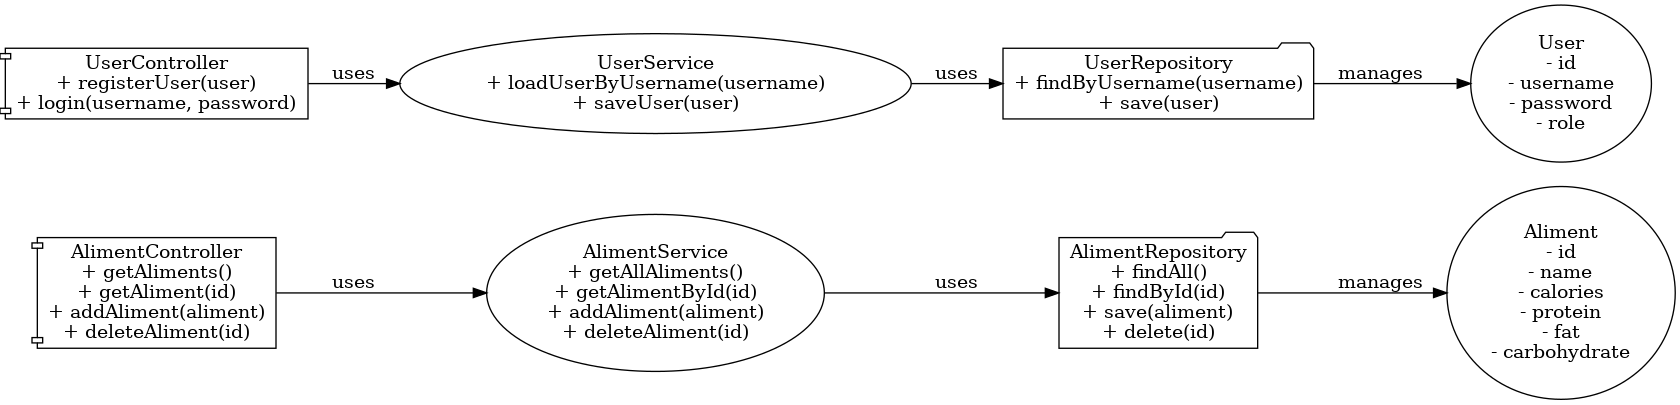 UserController
+ registerUser(user)
+ login(username, password)
uses
UserService
+ loadUserByUsername(username)
+ saveUser(user)
uses
UserRepository
+ findByUsername(username)
+ save(user)
manages
User
- id
- username
- password
- role
AlimentController
+ getAliments()
+ getAliment(id)
+ addAliment(aliment)
+ deleteAliment(id)
uses
AlimentService
+ getAllAliments()
+ getAlimentById(id)
+ addAliment(aliment)
+ deleteAliment(id)
uses
AlimentRepository
+ findAll()
+ findById(id)
+ save(aliment)
+ delete(id)
manages
Aliment
- id
- name
- calories
- protein
- fat
- carbohydrate